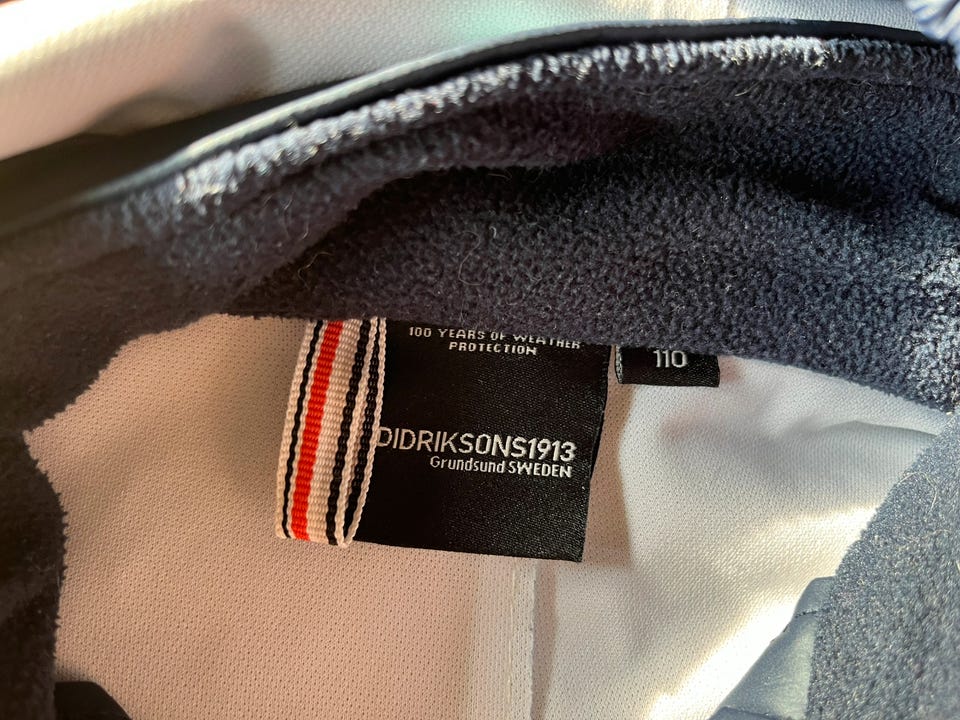 100 YEARS OF WEATHER
PROTECTION
110
DIDRIKSONS1913
Grundsund SWEDEN